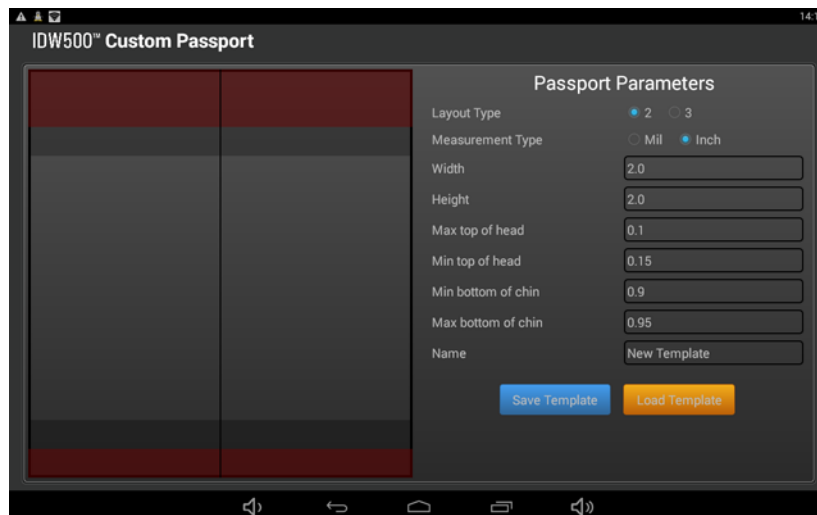 14:1
IDW500™ Custom Passport
Passport Parameters
Layout Type 2 3
Measurement Type Mil Inch
Width 2.0
Height 2.0
Max top of head 0.1
Min top of head 0.15
Min bottom of chin 0.9
Max bottom of chin 0.95
Name New Template
Save Template Load Template